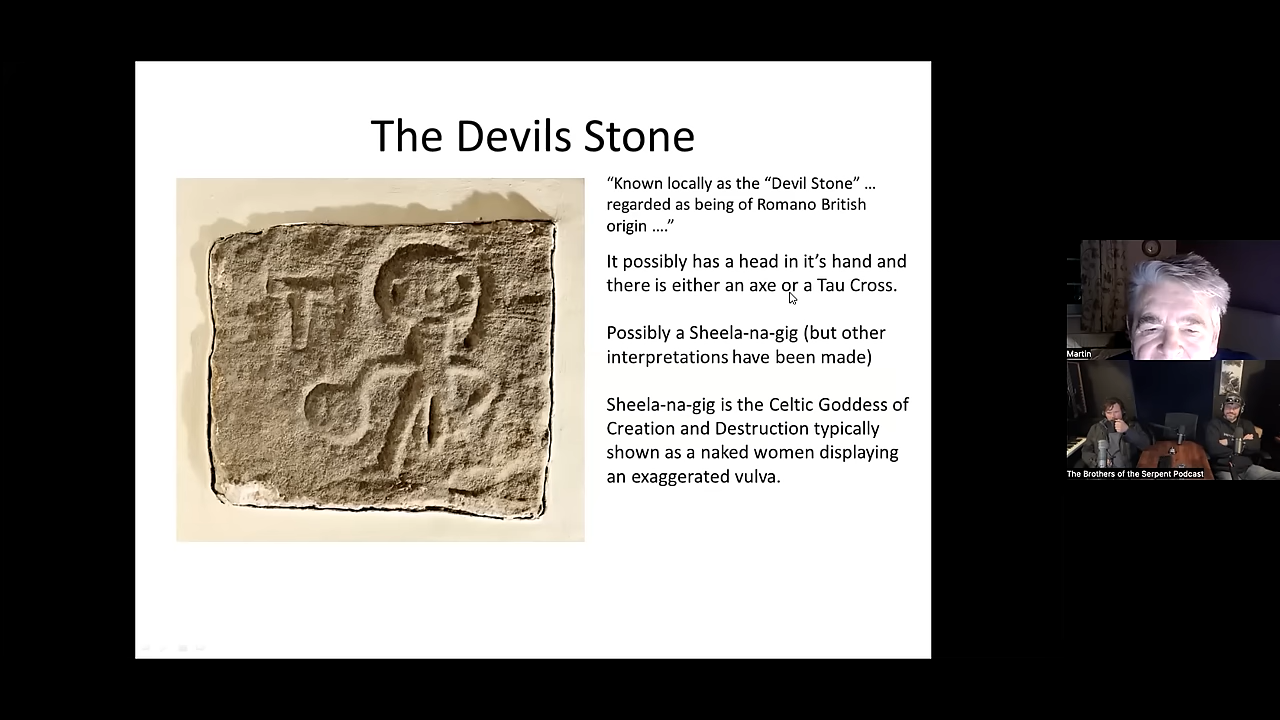 The Devils Stone
“Known locally as the “Devil Stone” …
regarded as being of Romano British
origin ….”
It possibly has a head in it’s hand and
there is either an axe or a Tau Cross.
Possibly a Sheela-na-gig (but other
interpretations have been made)
Sheela-na-gig is the Celtic Goddess of
Creation and Destruction typically
shown as a naked women displaying
an exaggerated vulva.
Martin
The Brothers of the Serpent Podcast